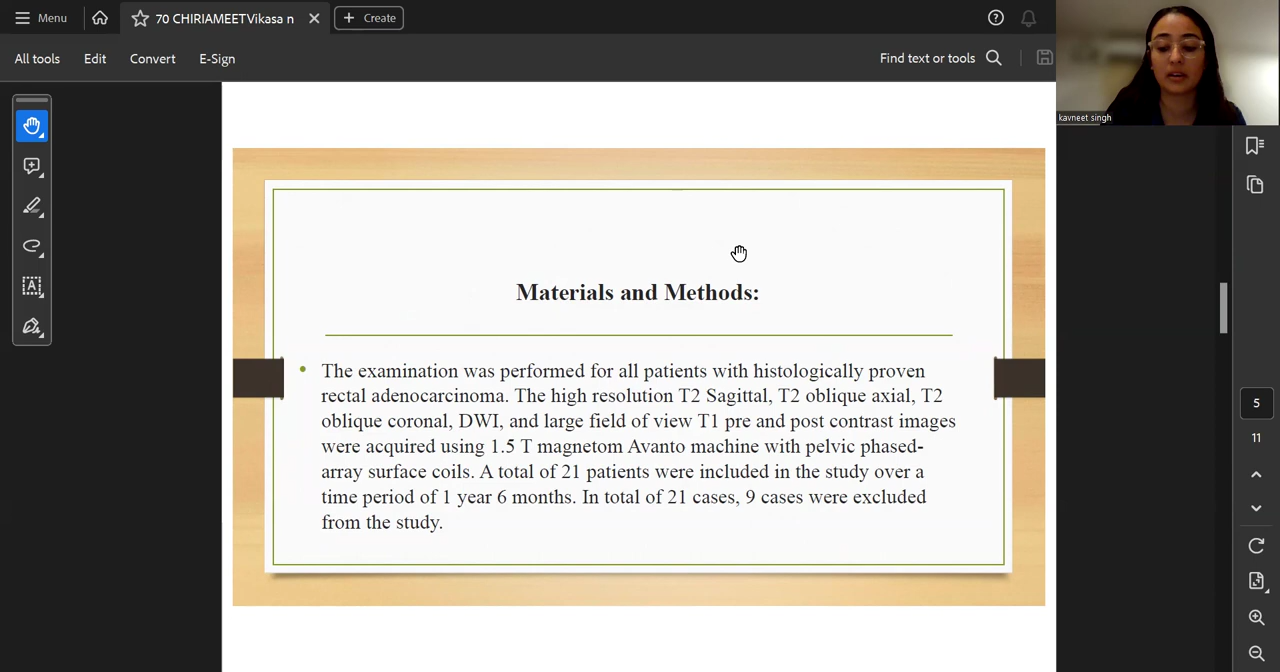 Menu
70 CHIRIAMEETVikasa n
Create
All tools
Edit
Convert
E-Sign
Find text or tools
kavneet singh
Materials and Methods:
• The examination was performed for all patients with histologically proven
rectal adenocarcinoma. The high resolution T2 Sagittal, T2 oblique axial, T2
oblique coronal, DWI, and large field of view T1 pre and post contrast images
were acquired using 1.5 T magnetom Avanto machine with pelvic phased-
array surface coils. A total of 21 patients were included in the study over a
time period of 1 year 6 months. In total of 21 cases, 9 cases were excluded
from the study.
5
11